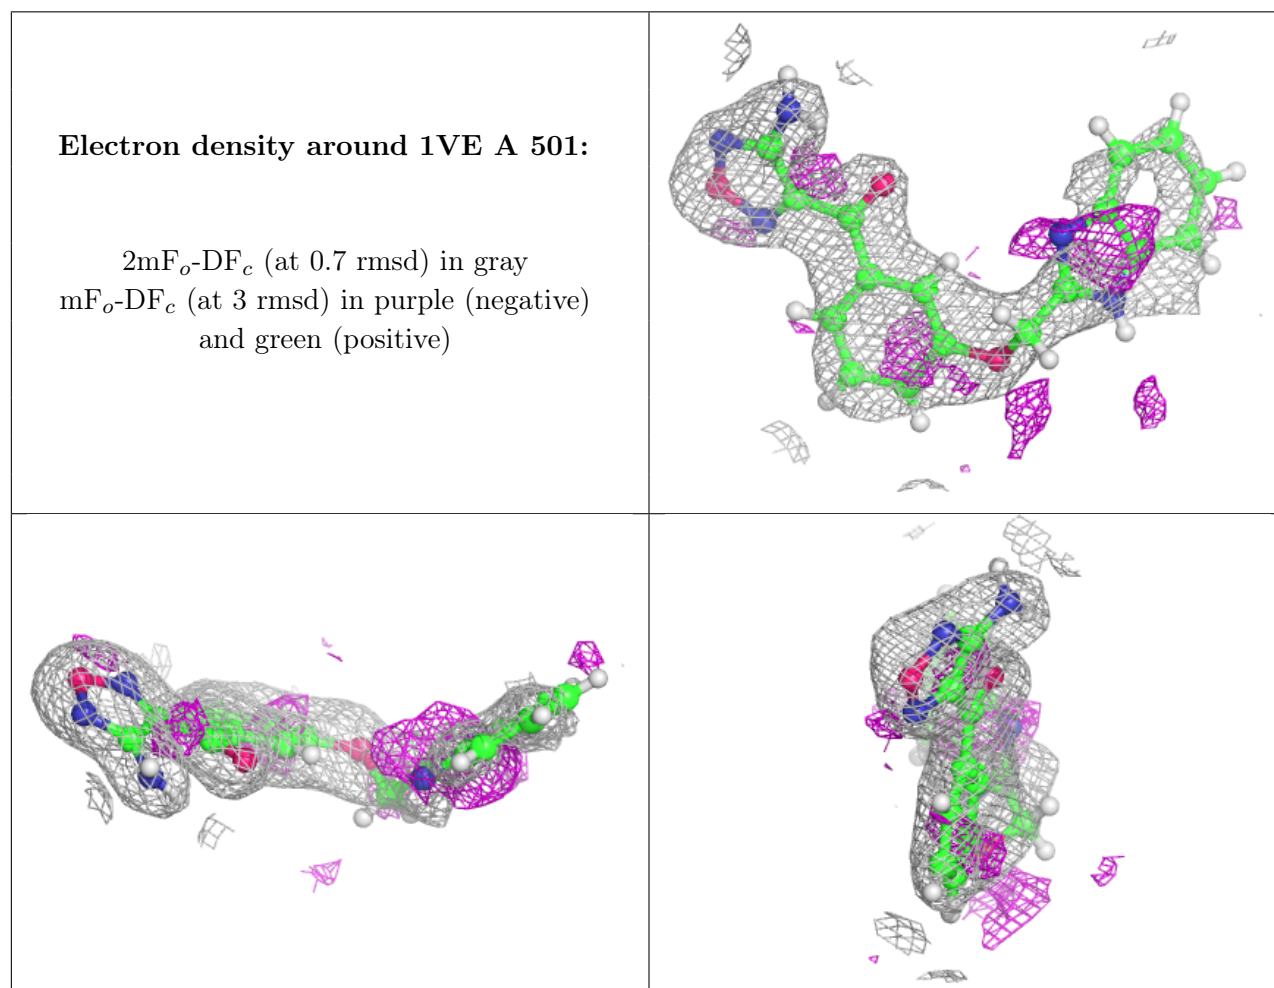 Electron density around 1VE A 501:
2mFo-DFc (at 0.7 rmsd) in gray
mFo-DFc (at 3 rmsd) in purple (negative)
and green (positive)